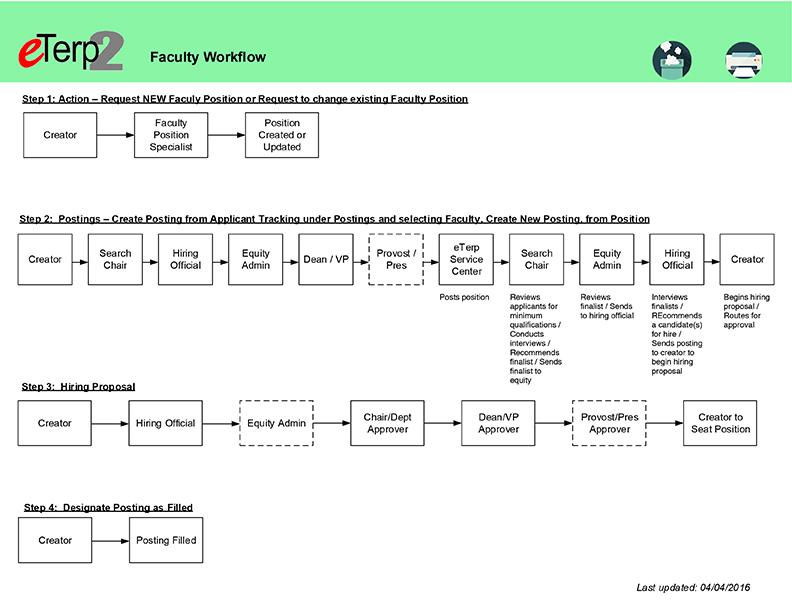 eTerp2
Faculty Workflow
Step 1: Action – Request NEW Faculy Position or Request to change existing Faculty Position
Creator
Faculty
Position
Specialist
Position
Created or
Updated
Step 2:  Postings – Create Posting from Applicant Tracking under Postings and selecting Faculty, Create New Posting, from Position
Creator
Search
Chair
Hiring
Official
Equity
Admin
Dean / VP
Provost /
Pres
eTerp
Service
Center
Search
Chair
Equity
Admin
Hiring
Official
Creator
Posts position
Reviews
applicants for
minimum
qualifications /
Conducts
interviews /
Recommends
finalist / Sends
finalist to
equity
Reviews
finalist / Sends
to hiring official
Interviews
finalists /
REcommends
a candidate(s)
for hire /
Sends posting
to creator to
begin hiring
proposal
Begins hiring
proposal /
Routes for
approval
Step 3:  Hiring Proposal
Creator
Hiring Official
Equity Admin
Chair/Dept
Approver
Dean/VP
Approver
Provost/Pres
Approver
Creator to
Seat Position
Step 4:  Designate Posting as Filled
Creator
Posting Filled
Last updated: 04/04/2016